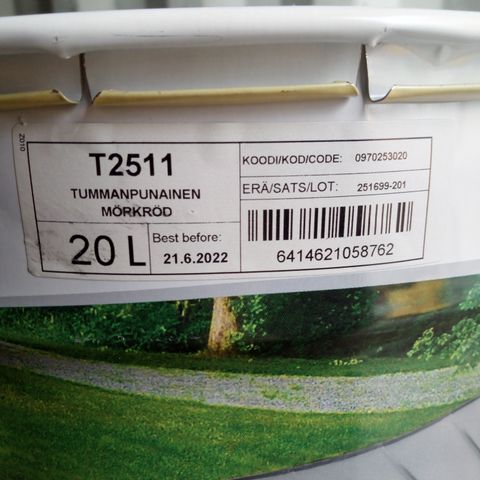 Z010
T2511
TUMMANPUNAINEN
MÖRKRÖD
20 L
Best before:
21.6.2022
KOODI/KOD/CODE: 0970253020
ERÄ/SATS/LOT: 251699-201
6414621058762